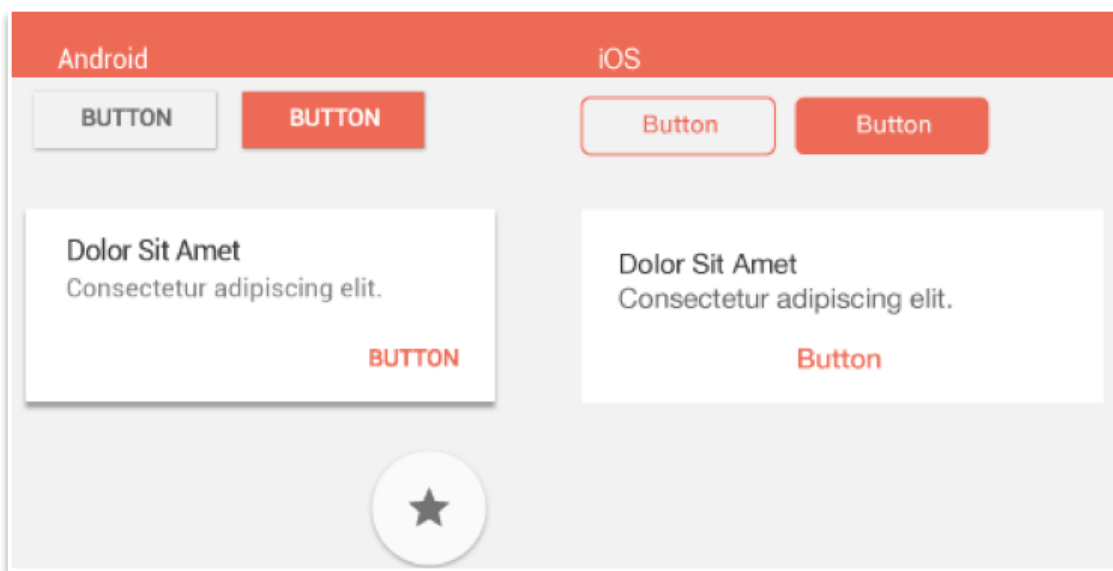 Android
iOS
BUTTON
BUTTON
Button
Button
Dolor Sit Amet
Consectetur adipiscing elit.
BUTTON
Dolor Sit Amet
Consectetur adipiscing elit.
Button